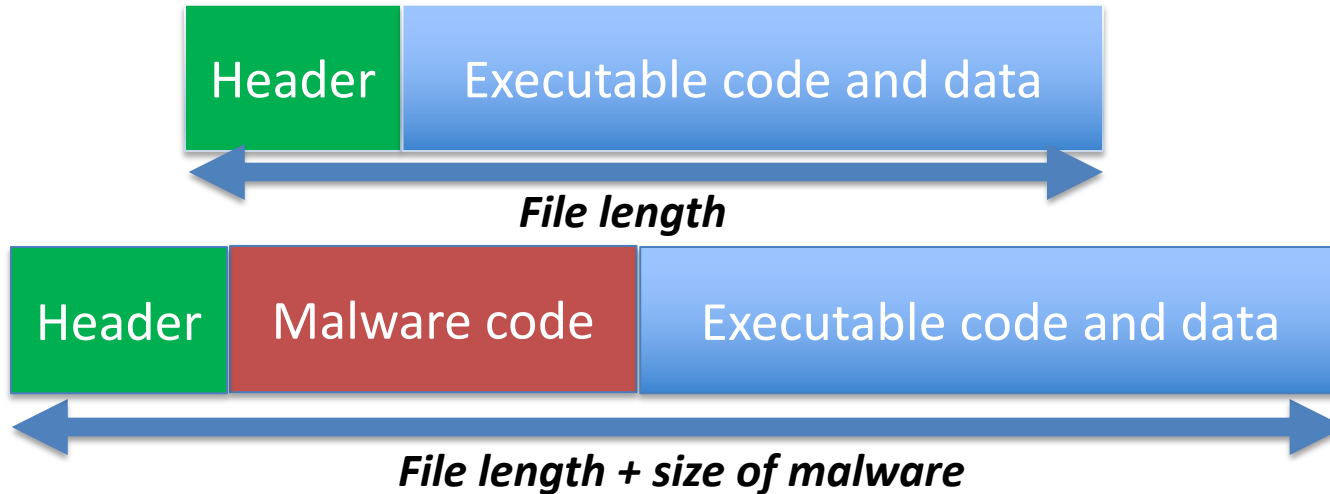 Header Executable code and data
File length
Header Malware code Executable code and data
File length + size of malware